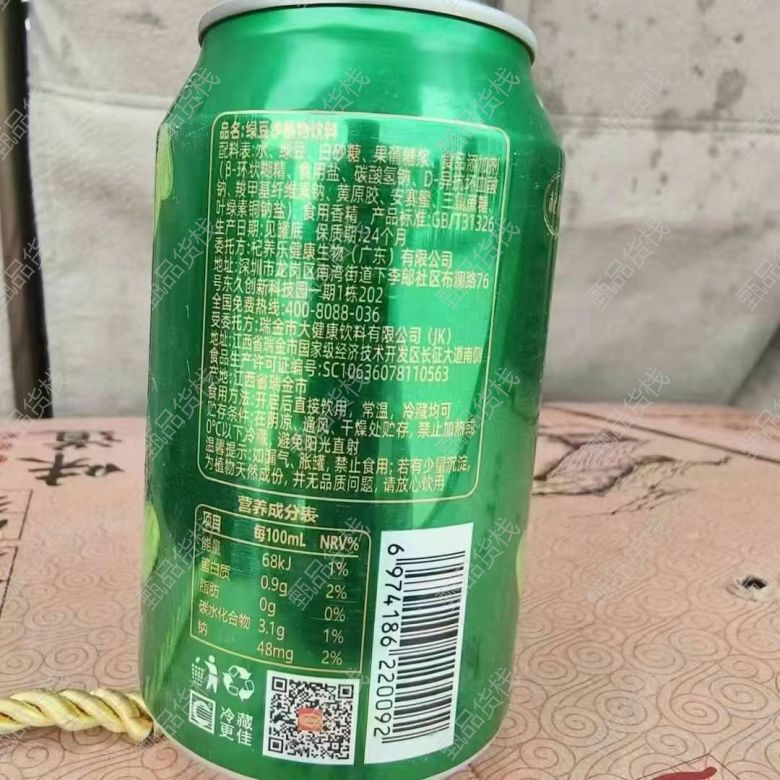 品名:绿豆
植物饮料
配料表:水、绿豆、白砂糖、果葡糖浆、食品添加剂
(β-环状糊精、食用盐、碳酸氢钠、D-异抗坏血酸
钠、羧甲基纤维素钠、黄原胶、安赛蜜、三氯蔗糖
叶绿素铜钠盐)、食用香精 产品标准:GB/T31326
生产日期:见罐底 保质期:24个月
委托方:杞养乐健康生物(广东)有限公司
地址:深圳市龙岗区南湾街道下李郎社区布澜路76
号东久创新科技园一期1栋202
全国免费热线:400-8088-036
受委托方:瑞金市大健康饮料有限公司(JK)
地址:江西省瑞金市国家级经济技术开发区长征大道南侧
食品生产许可证编号:SC10636078110563
产地:江西省瑞金市
食用方法:开启后直接饮用,常温,冷藏均可
贮存条件:在阴凉、通风、干燥处贮存,禁止加热或
0°C以下冷藏,避免阳光直射
温馨提示:如漏气、胀罐,禁止食用;若有少量沉淀,
为植物天然成份,并无品质问题,请放心饮用
营养成分表
项目 每100mL NRV%
能量 68kJ 1%
蛋白质 0.9g 2%
脂肪 0g 0%
碳水化合物 3.1g 1%
钠 48mg 2%
冷藏
更佳
6 974186 220092
味道
甄品货栈